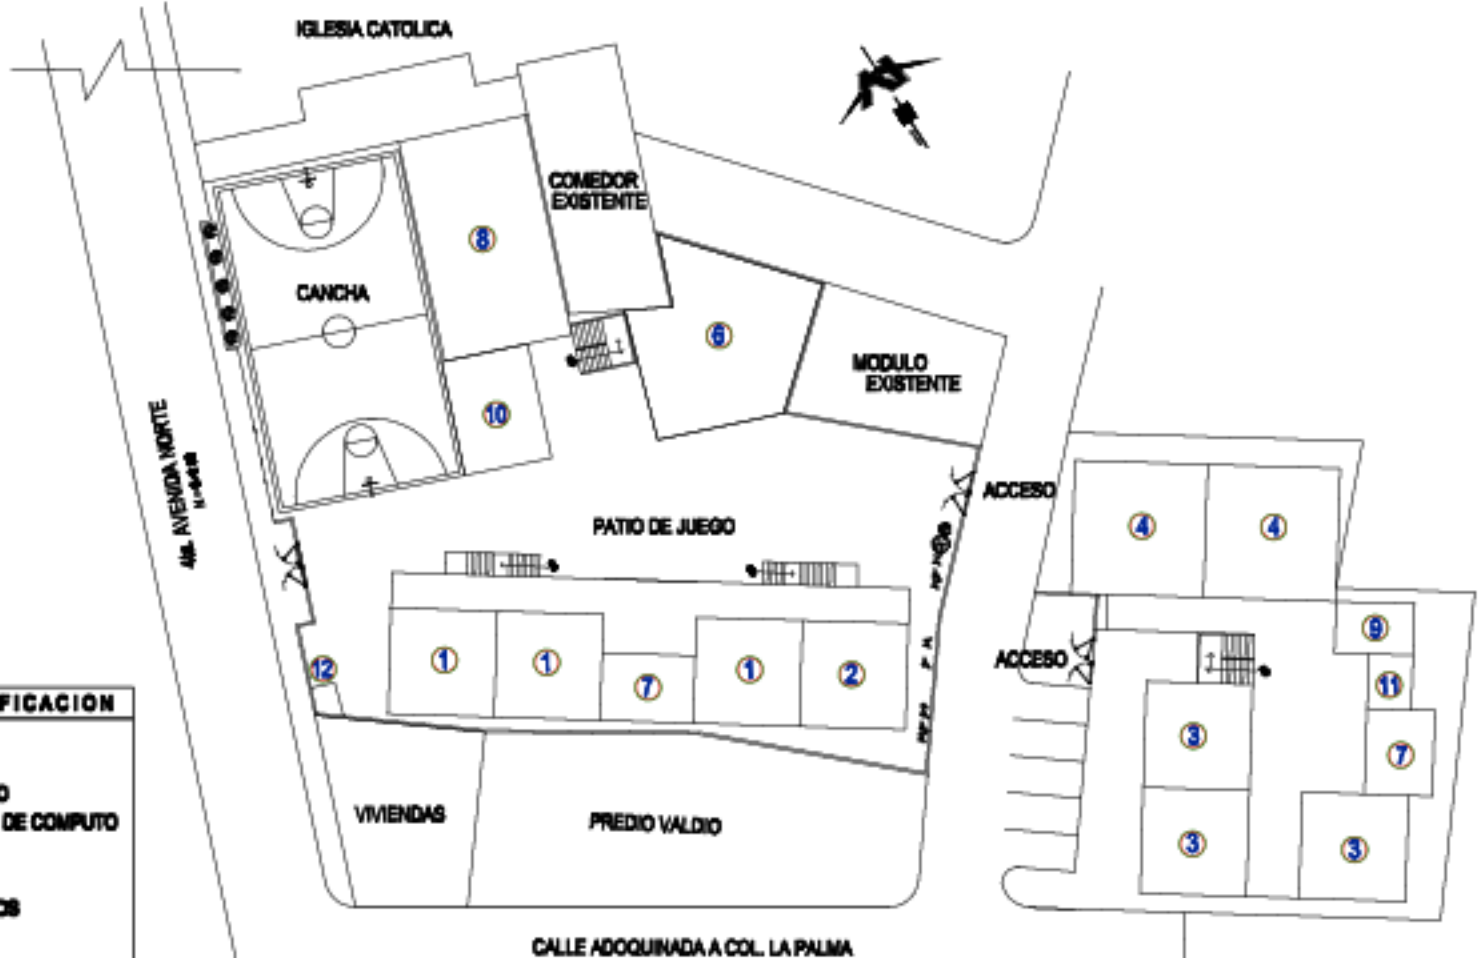 IGLESIA CATOLICA
COMEDOR
EXISTENTE
8
CANCHA
6
MODULO
EXISTENTE
10
4a. AVENIDA NORTE
ACCESO
PATIO DE JUEGO
4
4
12
1
1
7
1
2
ACCESO
9
11
3
7
3
3
FICACION
O
DE COMPUTO
OS
VIVIENDAS
PREDIO VALDIO
CALLE ADOQUINADA A COL. LA PALMA